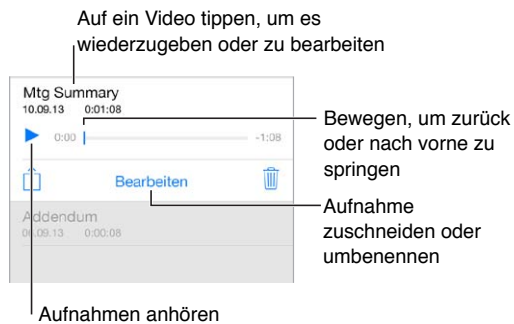 Auf ein Video tippen, um es
wiederzugeben oder zu bearbeiten
Mtg Summary
10.09.13 0:01:08
0:00 -1:08
Bearbeiten
Addendum
06.09.13 0:00:08
Bewegen, um zurück
oder nach vorne zu
springen
Aufnahme
zuschneiden oder
umbenennen
Aufnahmen anhören